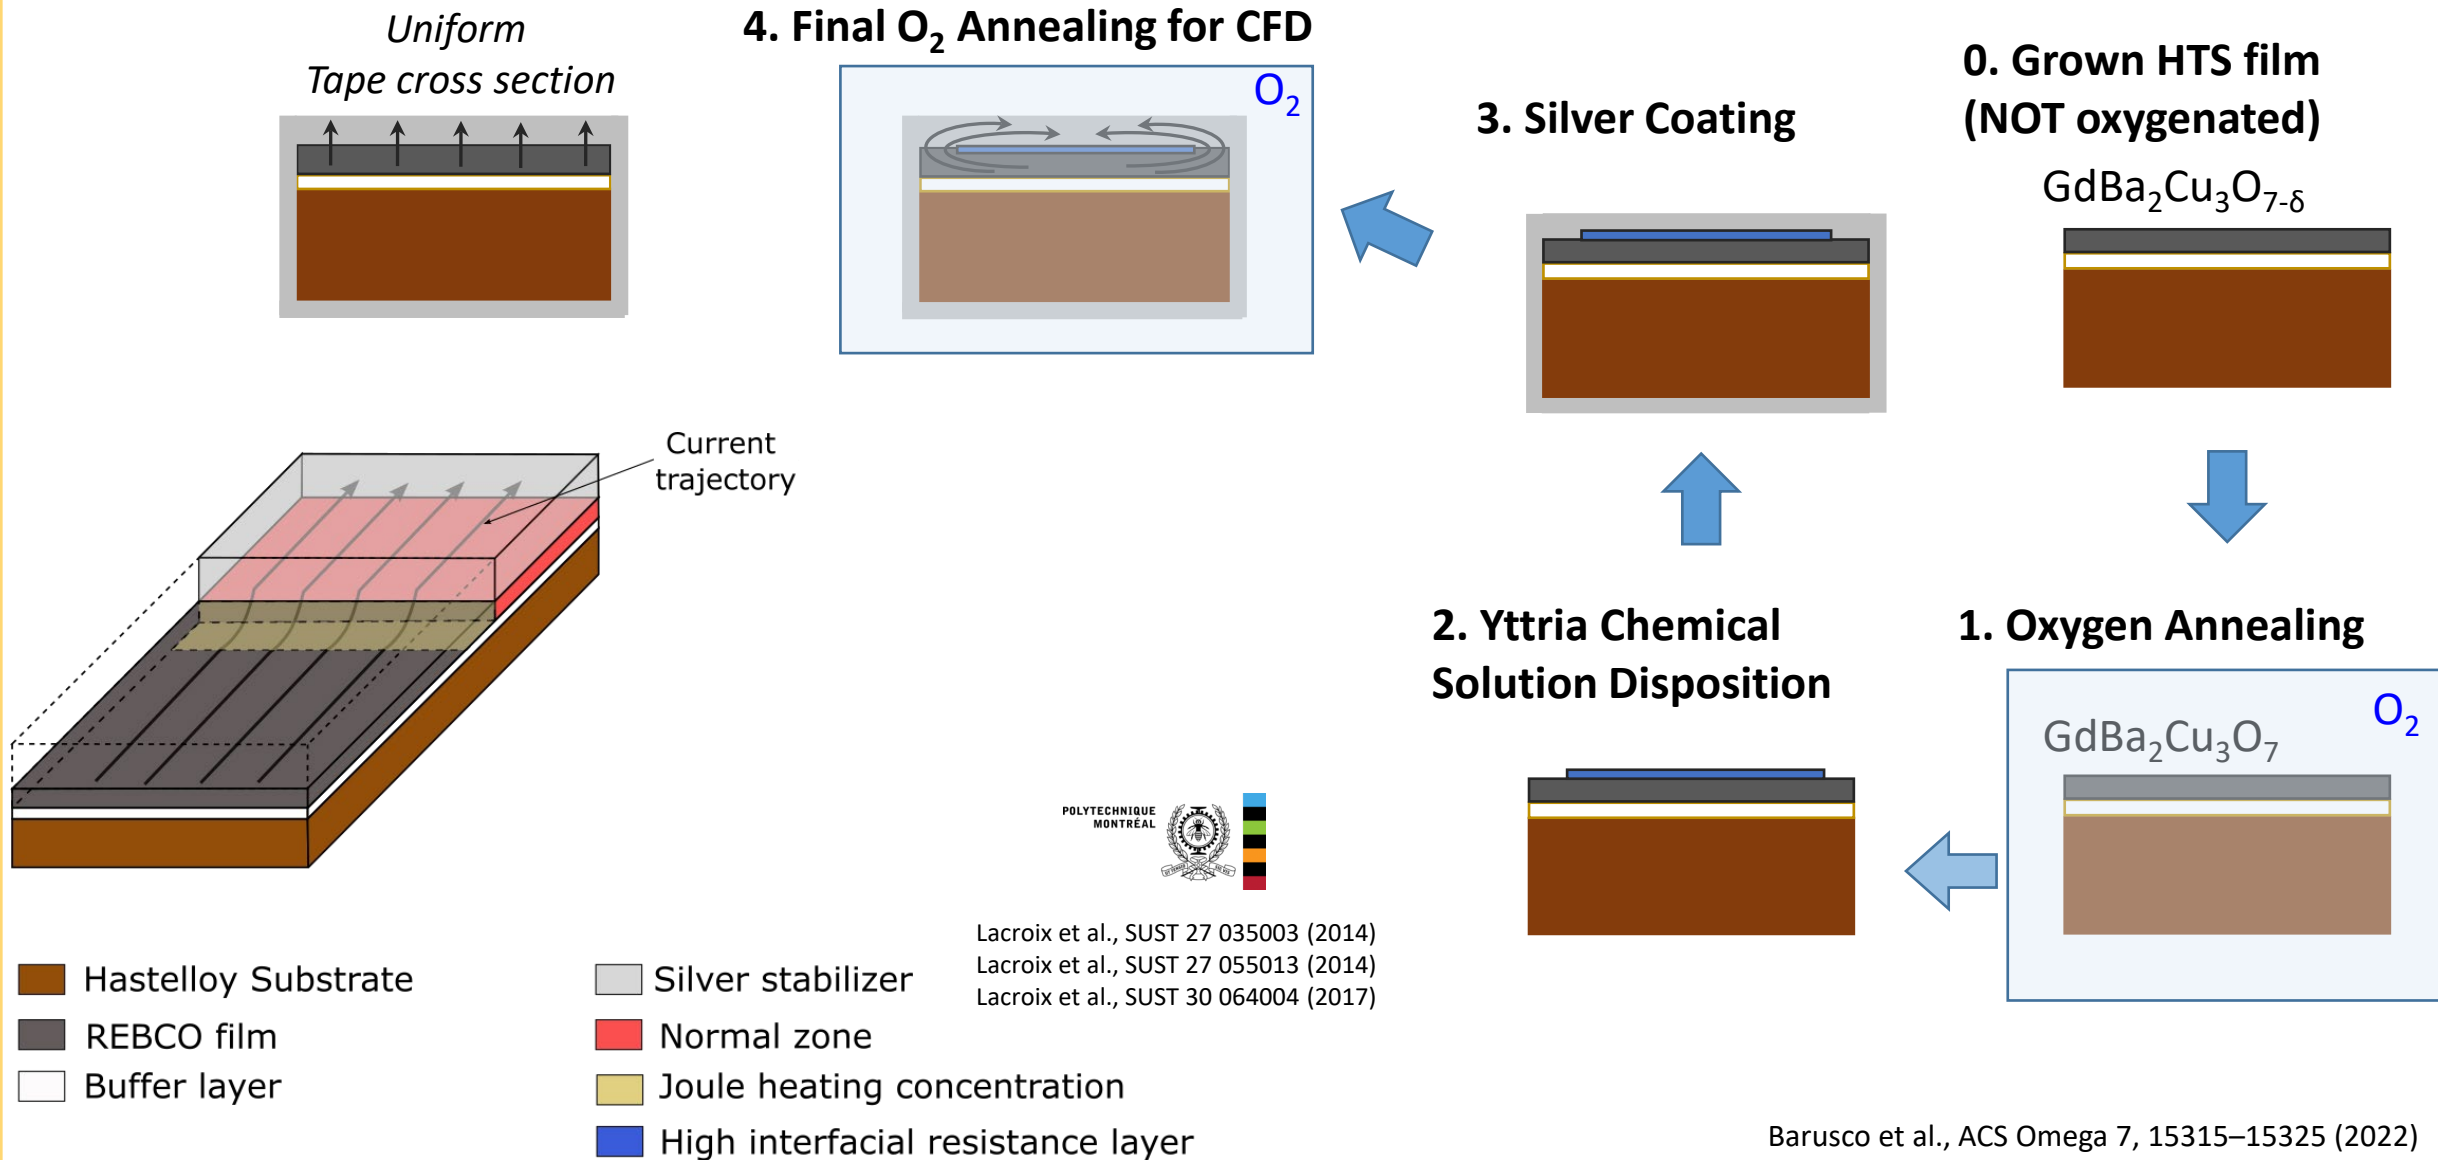 Uniform
Tape cross section
4. Final O₂ Annealing for CFD
O₂
3. Silver Coating
0. Grown HTS film
(NOT oxygenated)
GdBa₂Cu₃O₇₋δ
Current
trajectory
2. Yttria Chemical
Solution Disposition
1. Oxygen Annealing
O₂
GdBa₂Cu₃O₇
POLYTECHNIQUE
MONTRÉAL
Lacroix et al., SUST 27 035003 (2014)
Lacroix et al., SUST 27 055013 (2014)
Lacroix et al., SUST 30 064004 (2017)
Hastelloy Substrate
REBCO film
Buffer layer
Silver stabilizer
Normal zone
Joule heating concentration
High interfacial resistance layer
Barusco et al., ACS Omega 7, 15315–15325 (2022)